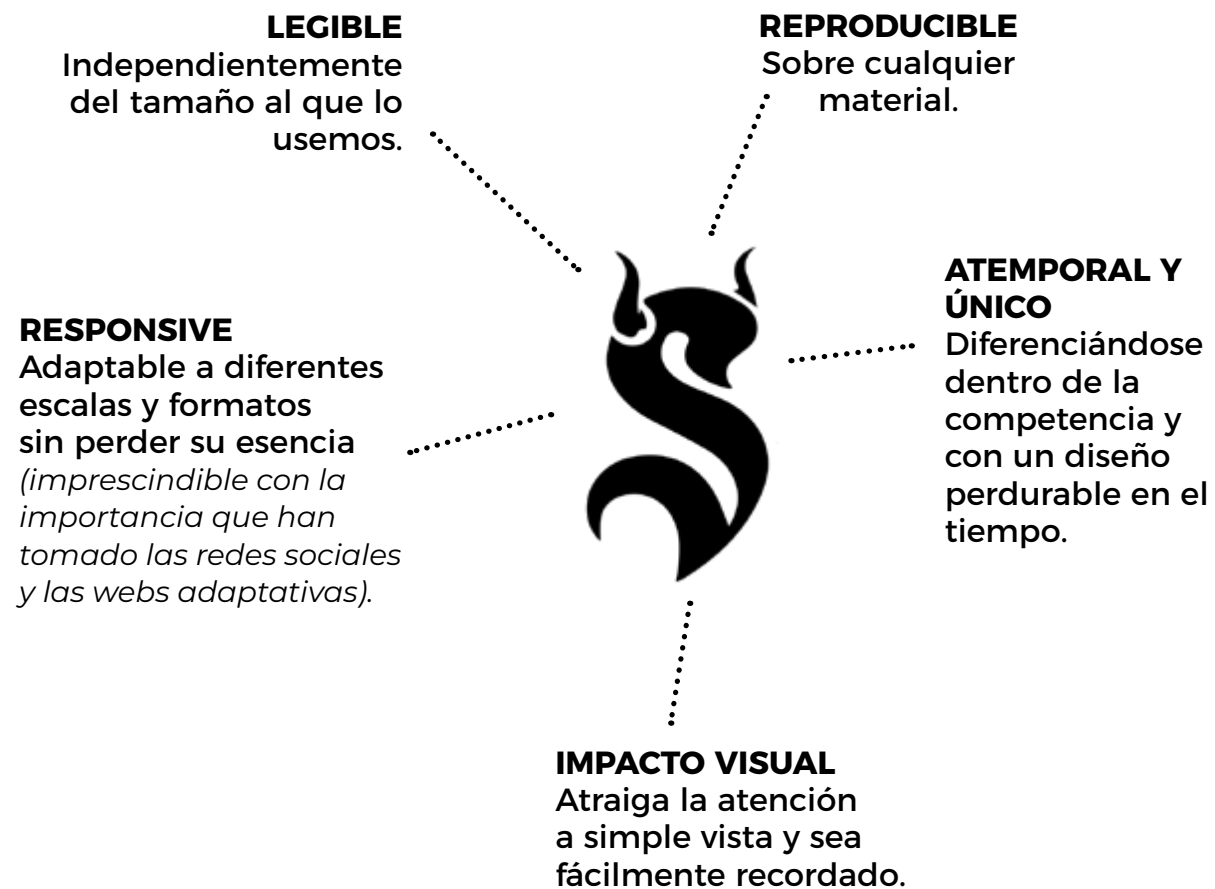 LEGIBLE
Independientemente
del tamaño al que lo
usemos.
REPRODUCIBLE
Sobre cualquier
material.
RESPONSIVE
Adaptable a diferentes
escalas y formatos
sin perder su esencia
(imprescindible con la
importancia que han
tomado las redes sociales
y las webs adaptativas).
ATEMPORAL Y
ÚNICO
Diferenciándose
dentro de la
competencia y
con un diseño
perdurable en el
tiempo.
IMPACTO VISUAL
Atraiga la atención
a simple vista y sea
fácilmente recordado.